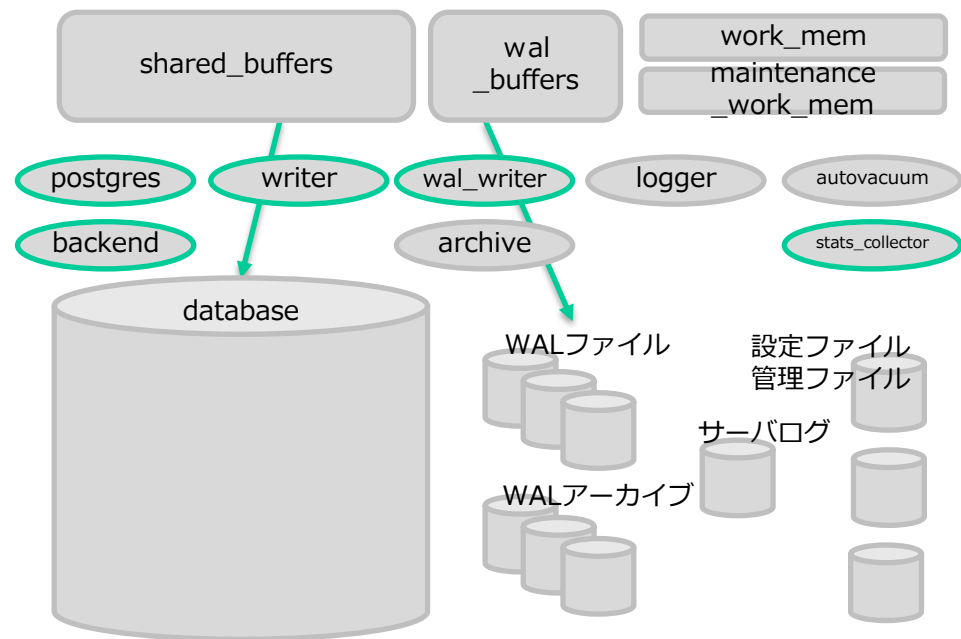 shared_buffers
wal
_buffers
work_mem
maintenance
_work_mem
postgres
writer
wal_writer
logger
autovacuum
backend
archive
stats_collector
database
WALファイル
設定ファイル
管理ファイル
サーバログ
WALアーカイブ